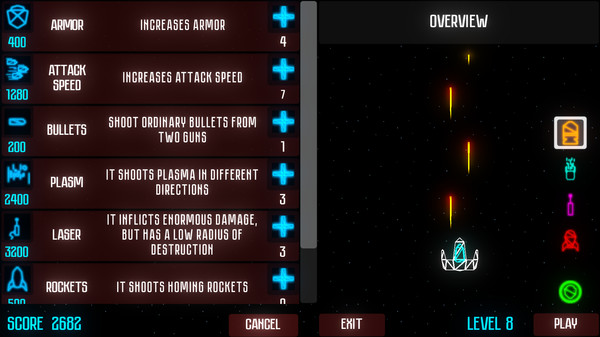 ARMOR
INCREASES ARMOR
400
4
ATTACK
SPEED
INCREASES ATTACK SPEED
1280
7
BULLETS
SHOOT ORDINARY BULLETS FROM
TWO GUNS
200
1
PLASM
IT SHOOTS PLASMA IN DIFFERENT
DIRECTIONS
2400
3
LASER
IT INFLICTS ENORMOUS DAMAGE,
BUT HAS A LOW RADIUS OF
DESTRUCTION
3200
3
ROCKETS
IT SHOOTS HOMING ROCKETS
SCORE 2682
CANCEL
OVERVIEW
EXIT
LEVEL 8
PLAY